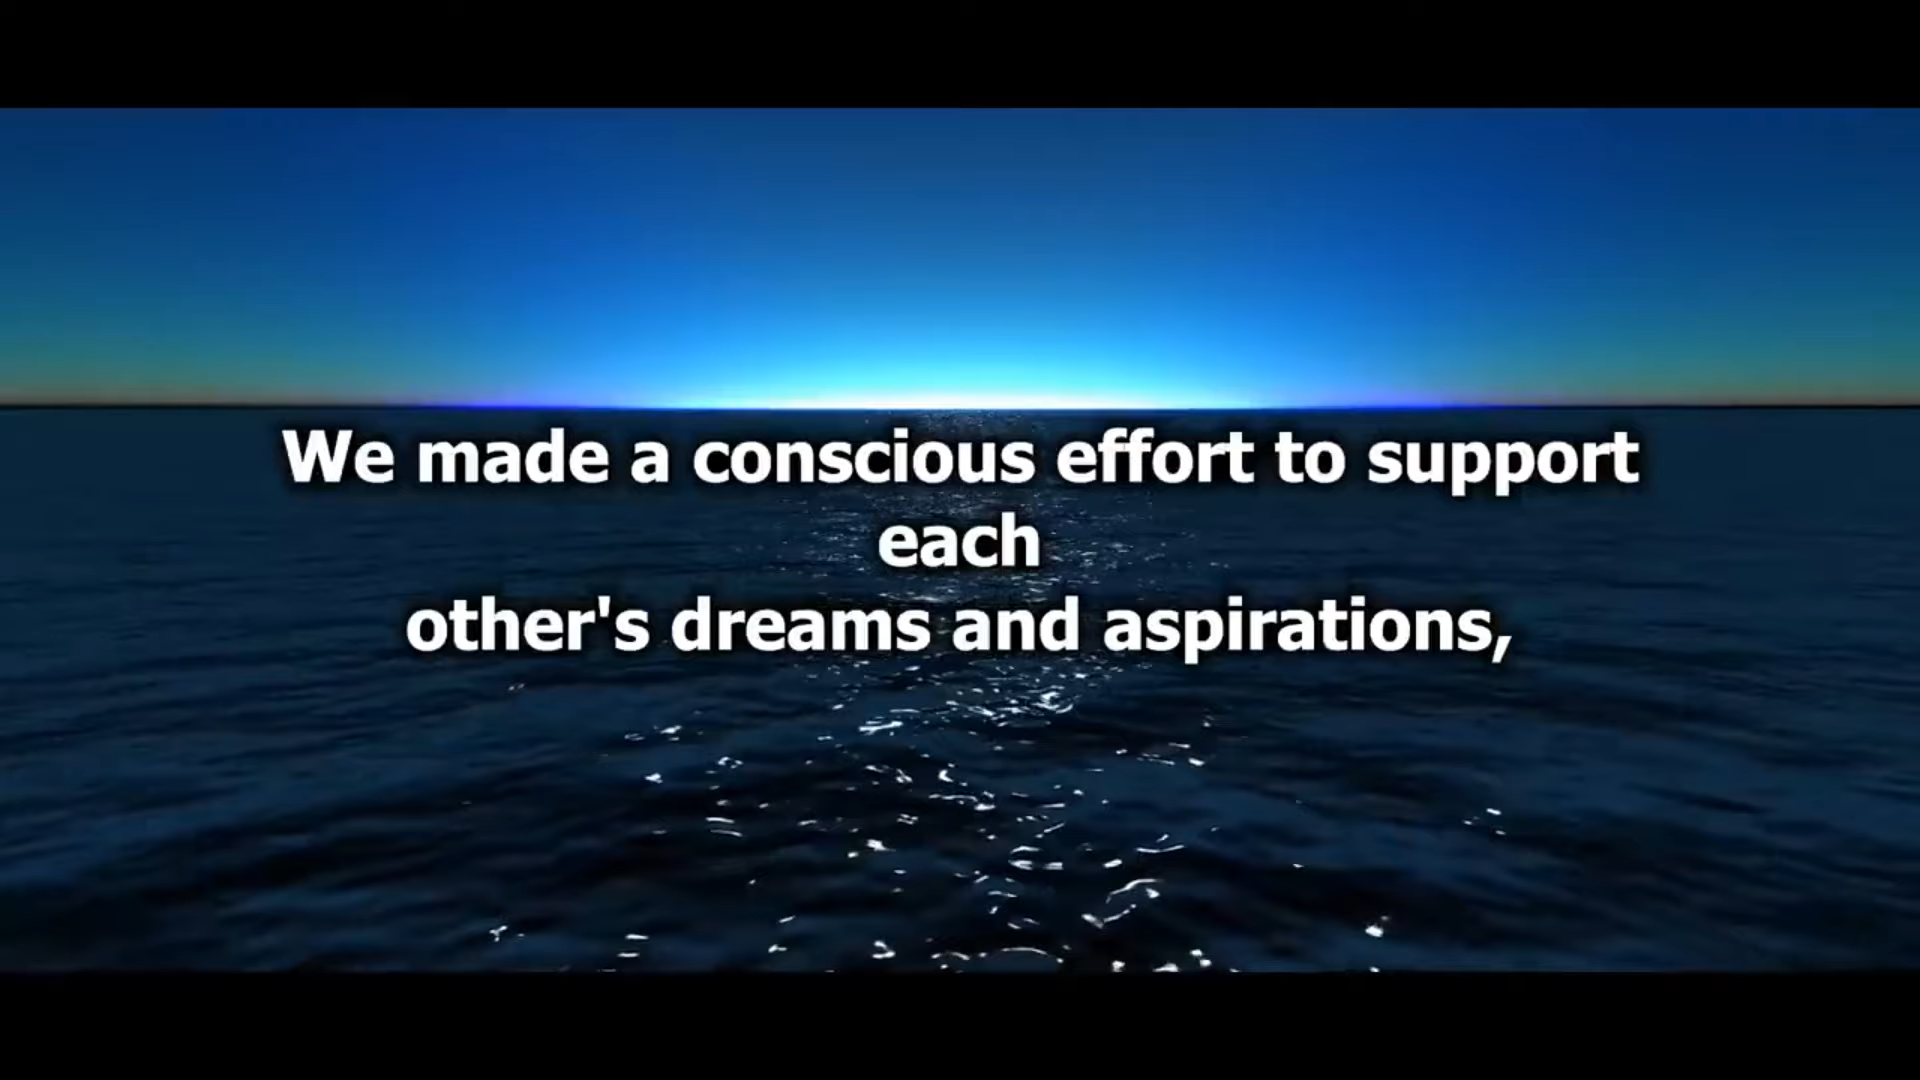 We made a conscious effort to support
each
other's dreams and aspirations,